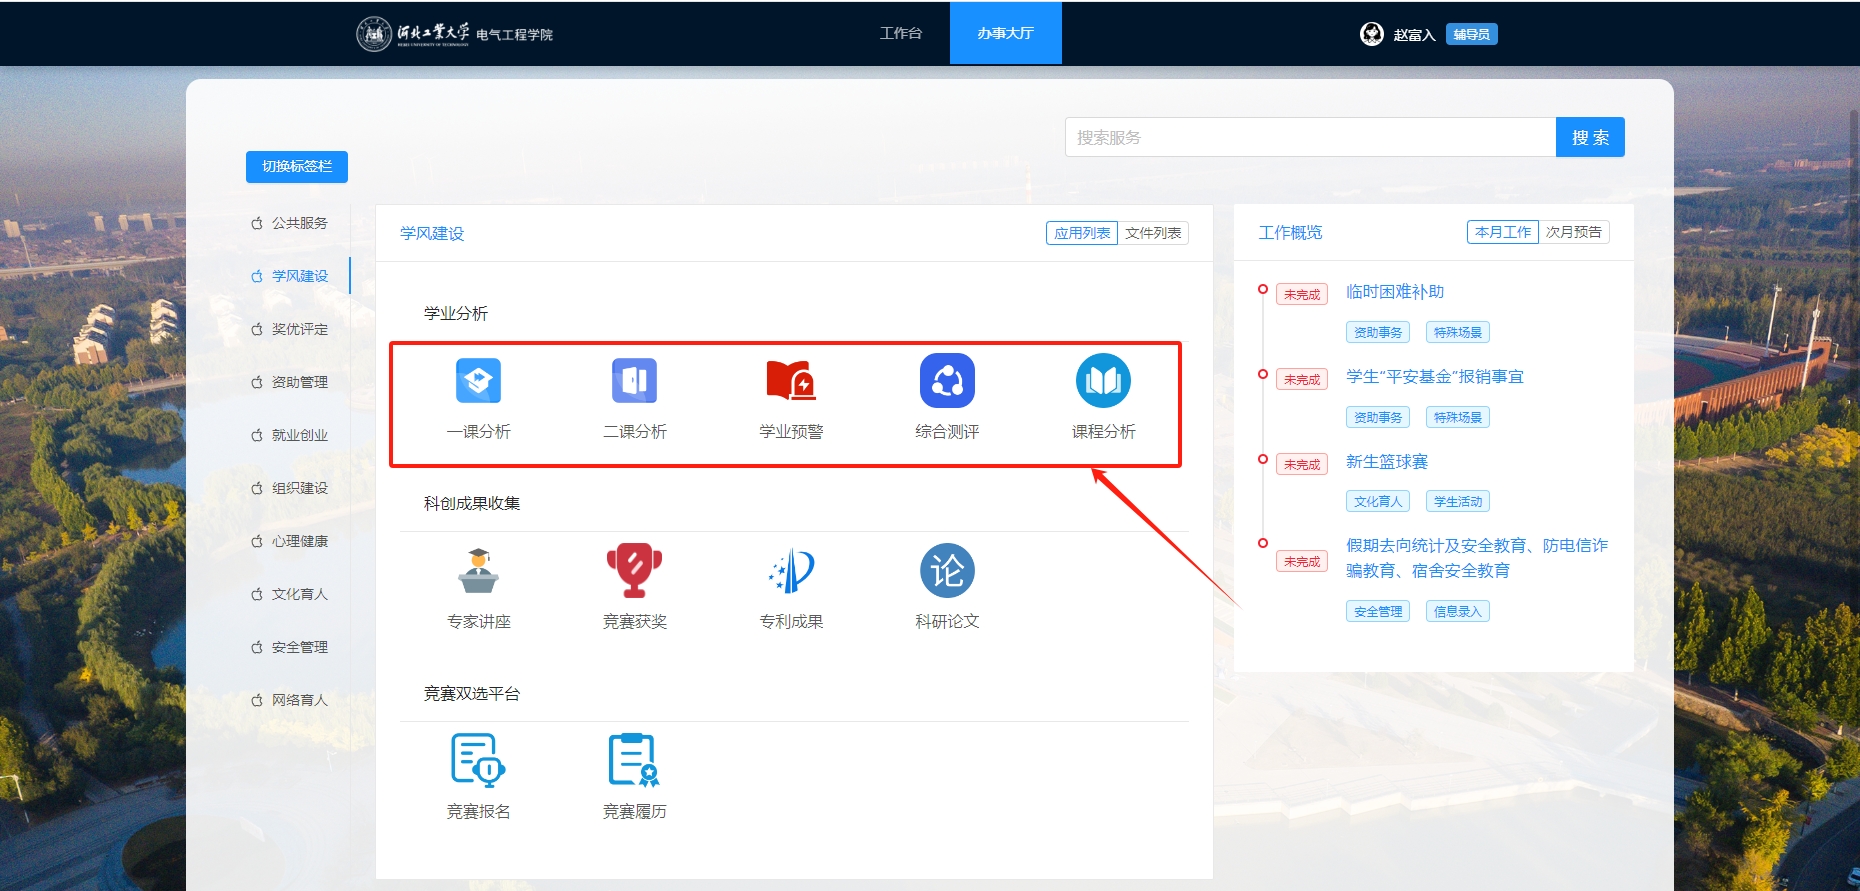 河北工業大学 电气工程学院
工作台
办事大厅
赵富入 辅导员
搜索服务
搜 索
切换标签栏
公共服务
学风建设
奖优评定
资助管理
就业创业
组织建设
心理健康
文化育人
安全管理
网络育人
学风建设
应用列表 文件列表
学业分析
一课分析 二课分析 学业预警 综合测评 课程分析
科创成果收集
论
专家讲座 竞赛获奖 专利成果 科研论文
竞赛双选平台
竞赛报名 竞赛履历
工作概览
本月工作 次月预告
未完成 临时困难补助
资助事务 特殊场景
未完成 学生“平安基金”报销事宜
资助事务 特殊场景
未完成 新生篮球赛
文化育人 学生活动
未完成 假期去向统计及安全教育、防电信诈
骗教育、宿舍安全教育
安全管理 信息录入